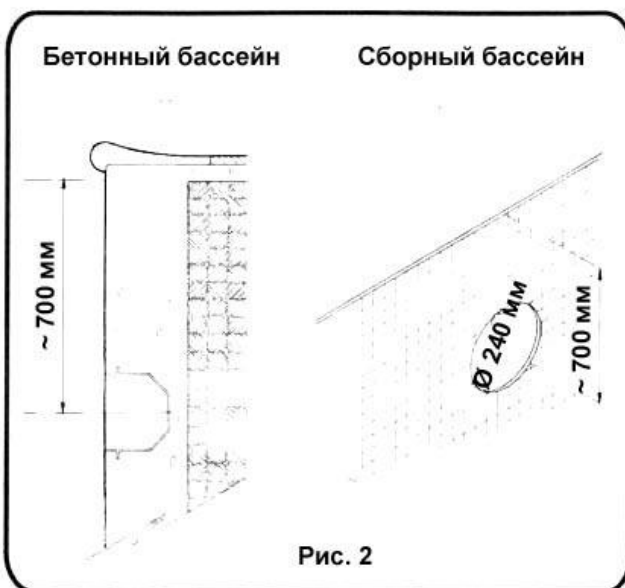 Бетонный бассейн
Сборный бассейн
~ 700 мм
Ø 240 мм
~ 700 мм
Рис. 2